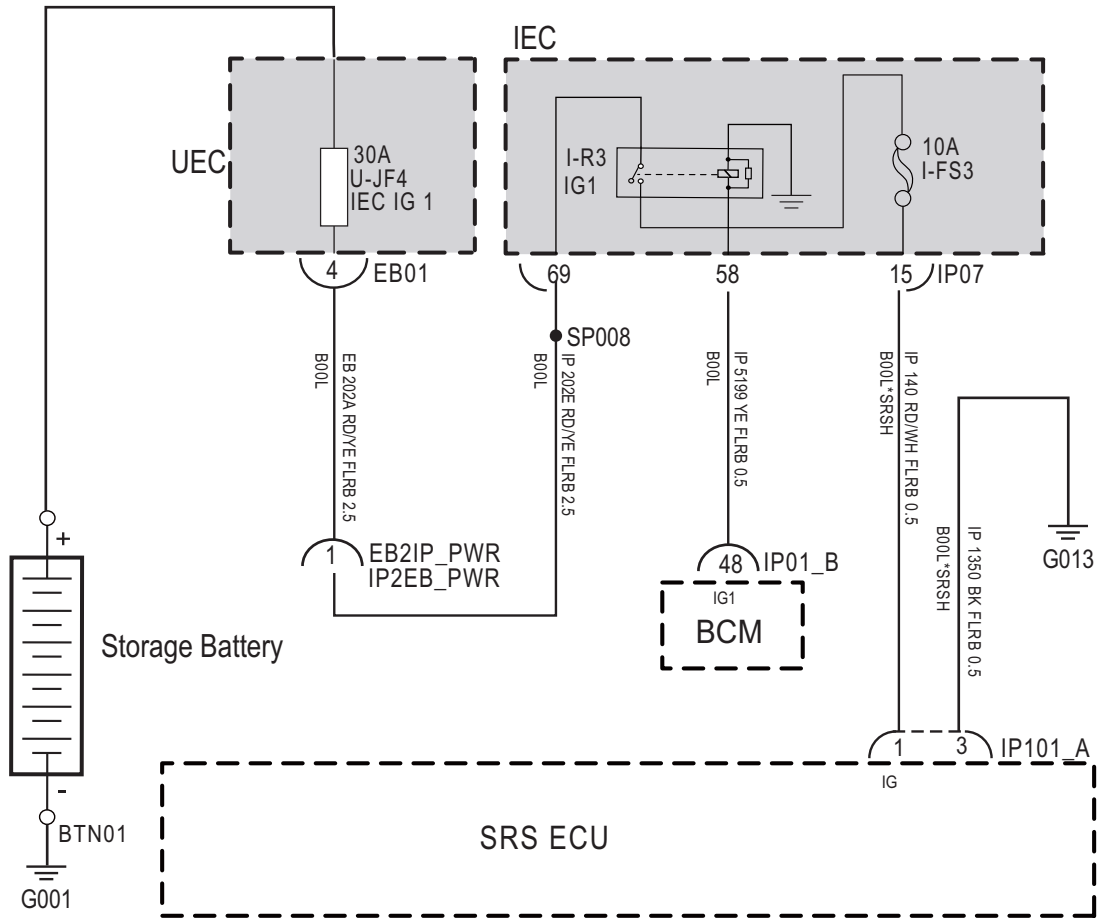 IEC
UEC
30A
U-JF4
IEC IG 1
I-R3
IG1
10A
I-FS3
4 EB01
69
58
15 IP07
SP008
EB 202A RD/YE FLRB 2.5
B00L
IP 202E RD/YE FLRB 2.5
B00L
IP 5199 YE FLRB 0.5
B00L
IP 140 RD/WH FLRB 0.5
B00L*SRSH
IP 1350 BK FLRB 0.5
B00L*SRSH
G013
+
1 EB2IP_PWR
IP2EB_PWR
48 IP01_B
IG1
BCM
Storage Battery
-
BTN01
G001
1 3 IP101_A
IG
SRS ECU